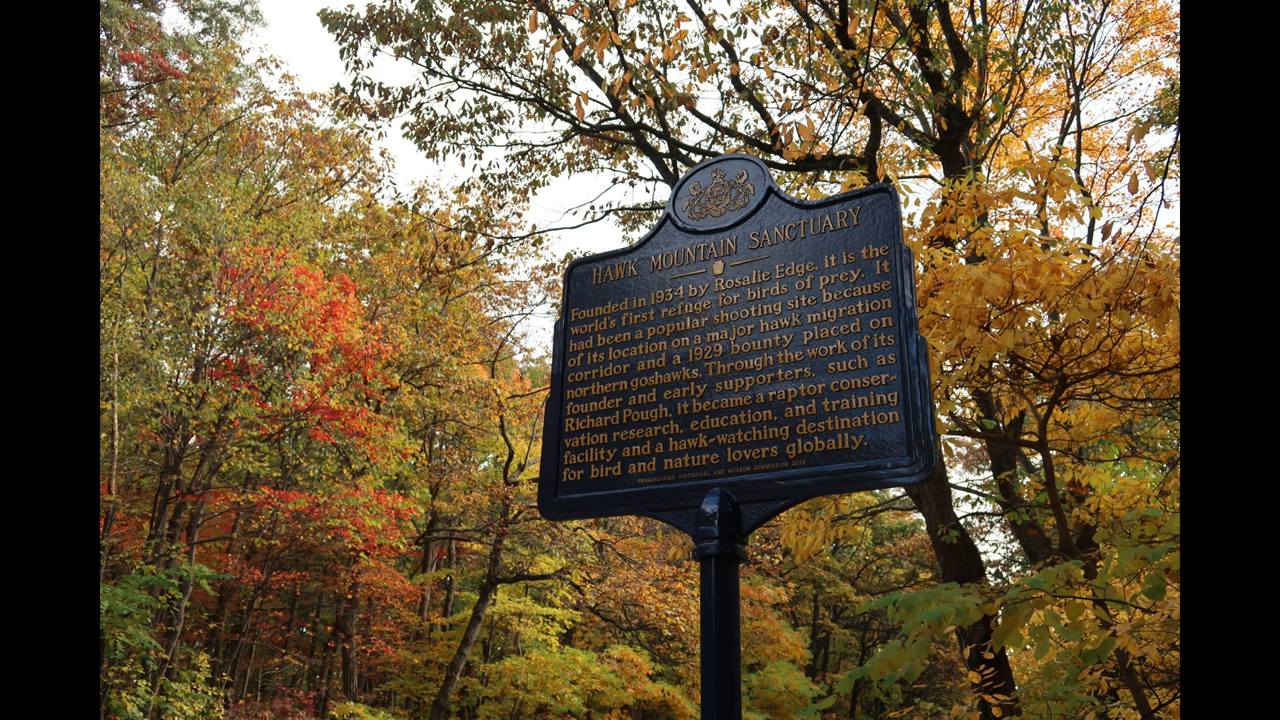 HAWK MOUNTAIN SANCTUARY
Founded in 1934 by Rosalie Edge, it is the
world's first refuge for birds of prey. It
had been a popular shooting site because
of its location on a major hawk migration
corridor and a 1929 bounty placed on
northern goshawks. Through the work of its
founder and early supporters, such as
Richard Pough, it became a raptor conser-
vation research, education, and training
facility and a hawk-watching destination
for bird and nature lovers globally.
PENNSYLVANIA HISTORICAL AND MUSEUM COMMISSION 2019